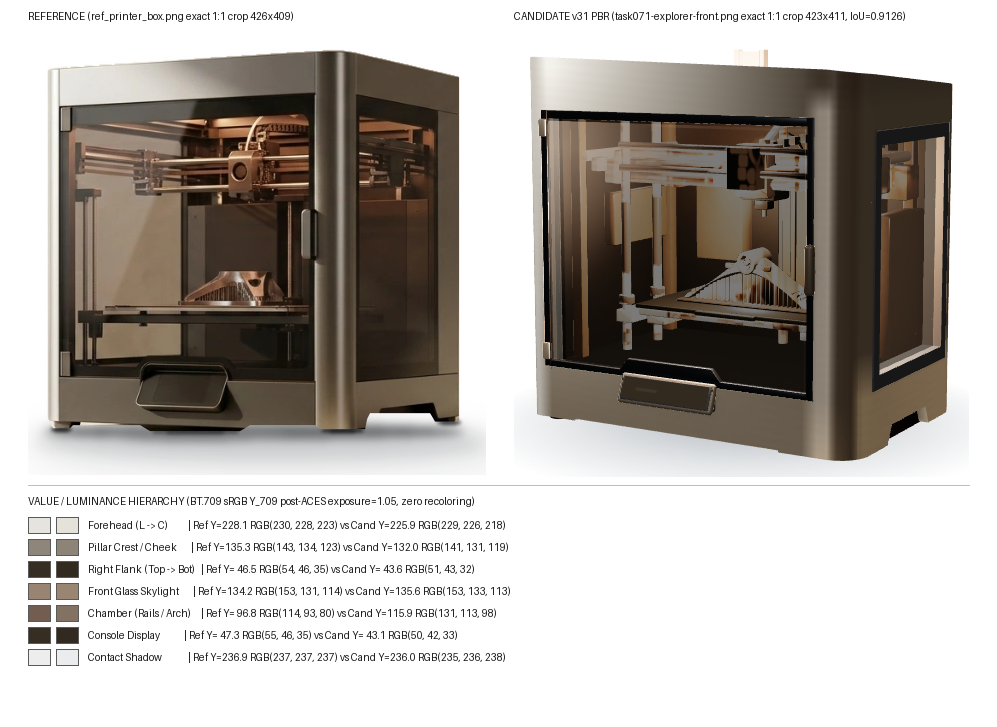 REFERENCE (ref_printer_box.png exact 1:1 crop 426x409)
CANDIDATE v31 PBR (task071-explorer-front.png exact 1:1 crop 423x411, IoU=0.9126)
VALUE / LUMINANCE HIERARCHY (BT.709 sRGB Y_709 post-ACES exposure=1.05, zero recoloring)
Forehead (L -> C) | Ref Y=228.1 RGB(230, 228, 223) vs Cand Y=225.9 RGB(229, 226, 218)
Pillar Crest / Cheek | Ref Y=135.3 RGB(143, 134, 123) vs Cand Y=132.0 RGB(141, 131, 119)
Right Flank (Top -> Bot) | Ref Y= 46.5 RGB(54, 46, 35) vs Cand Y= 43.6 RGB(51, 43, 32)
Front Glass Skylight | Ref Y=134.2 RGB(153, 131, 114) vs Cand Y=135.6 RGB(153, 133, 113)
Chamber (Rails / Arch) | Ref Y= 96.8 RGB(114, 93, 80) vs Cand Y=115.9 RGB(131, 113, 98)
Console Display | Ref Y= 47.3 RGB(55, 46, 35) vs Cand Y= 43.1 RGB(50, 42, 33)
Contact Shadow | Ref Y=236.9 RGB(237, 237, 237) vs Cand Y=236.0 RGB(235, 236, 238)